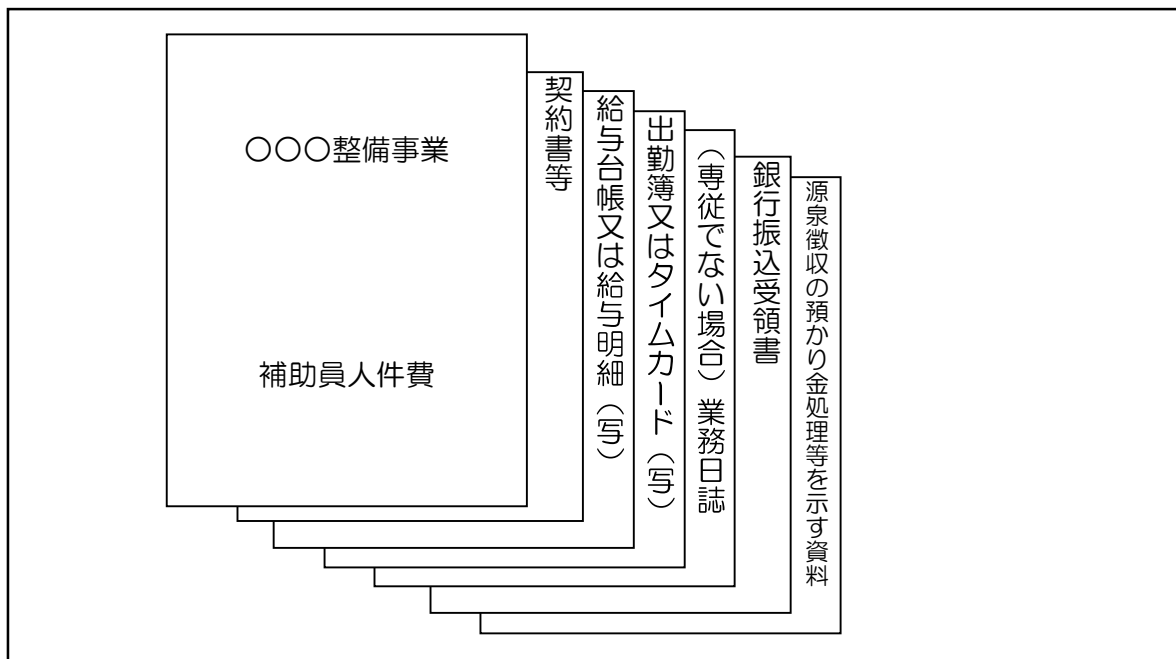 〇〇〇整備事業
補助員人件費
契約書等
給与台帳又は給与明細（写）
出勤簿又はタイムカード（写）
（専従でない場合）業務日誌
銀行振込受領書
源泉徴収の預かり金処理等を示す資料